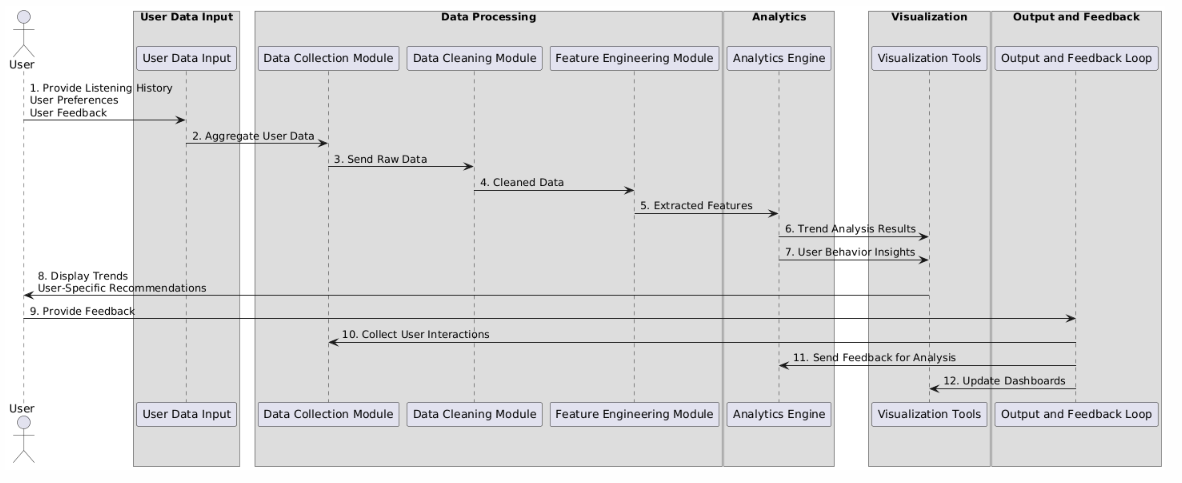 User Data Input
Data Processing
Analytics
Visualization
Output and Feedback
User
User Data Input
Data Collection Module
Data Cleaning Module
Feature Engineering Module
Analytics Engine
Visualization Tools
Output and Feedback Loop
1. Provide Listening History
User Preferences
User Feedback
2. Aggregate User Data
3. Send Raw Data
4. Cleaned Data
5. Extracted Features
6. Trend Analysis Results
7. User Behavior Insights
8. Display Trends
User-Specific Recommendations
9. Provide Feedback
10. Collect User Interactions
11. Send Feedback for Analysis
12. Update Dashboards
User
User Data Input
Data Collection Module
Data Cleaning Module
Feature Engineering Module
Analytics Engine
Visualization Tools
Output and Feedback Loop